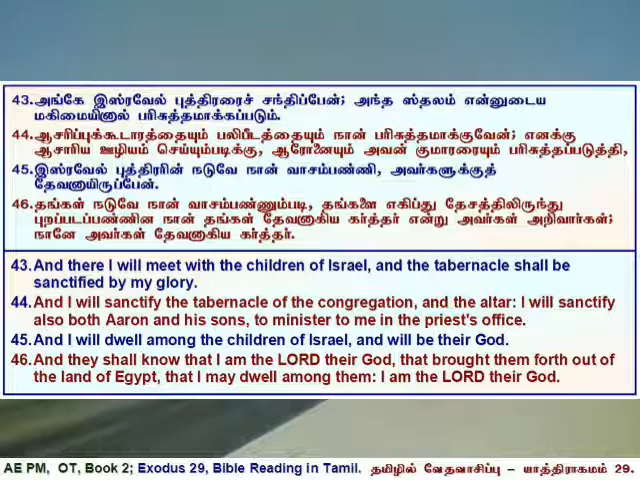 43.அங்கே இஸ்ரவேல் புத்திரரைச் சந்திப்பேன்; அந்த ஸ்தலம் என்னுடைய
மகிமையினால் பரிசுத்தமாக்கப்படும்.
44.ஆசரிப்புக்கூடாரத்தையும் பலிபீடத்தையும் நான் பரிசுத்தமாக்குவேன்; எனக்கு
ஆசாரிய ஊழியம் செய்யும்படிக்கு, ஆரோனையும் அவன் குமாரரையும் பரிசுத்தப்படுத்தி,
45.இஸ்ரவேல் புத்திரரின் நடுவே நான் வாசம்பண்ணி, அவர்களுக்குத்
தேவனாயிருப்பேன்.
46.தங்கள் நடுவே நான் வாசம்பண்ணும்படி, தங்களை எகிப்து தேசத்திலிருந்து
புறப்படப்பண்ணின நான் தங்கள் தேவனாகிய கர்த்தர் என்று அவர்கள் அறிவார்கள்;
நானே அவர்கள் தேவனாகிய கர்த்தர்.
43.And there I will meet with the children of Israel, and the tabernacle shall be
sanctified by my glory.
44.And I will sanctify the tabernacle of the congregation, and the altar: I will sanctify
also both Aaron and his sons, to minister to me in the priest's office.
45.And I will dwell among the children of Israel, and will be their God.
46.And they shall know that I am the LORD their God, that brought them forth out of
the land of Egypt, that I may dwell among them: I am the LORD their God.
AE PM, OT, Book 2; Exodus 29, Bible Reading in Tamil. தமிழில் வேதவாசிப்பு – யாத்திராகமம் 29.